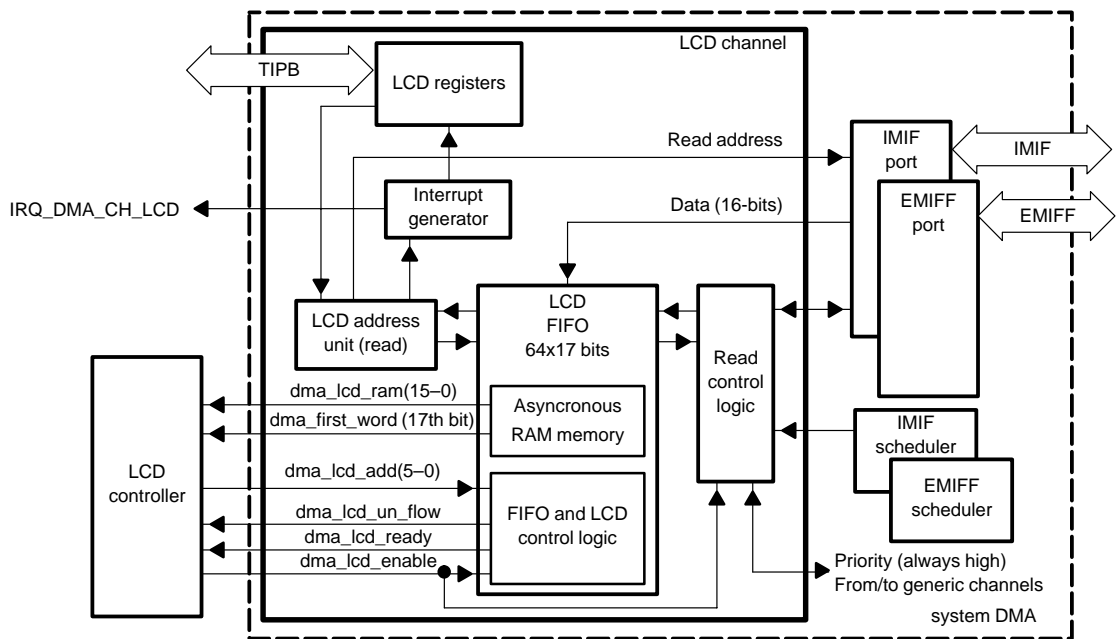 LCD channel
TIPB
LCD registers
Read address
IMIF
port
IMIF
IRQ_DMA_CH_LCD
Interrupt
generator
Data (16-bits)
EMIFF
port
EMIFF
LCD address
unit (read)
LCD
FIFO
64x17 bits
Read
control
logic
dma_lcd_ram(15–0)
dma_first_word (17th bit)
Asyncronous
RAM memory
LCD
controller
dma_lcd_add(5–0)
dma_lcd_un_flow
dma_lcd_ready
dma_lcd_enable
FIFO and LCD
control logic
IMIF
scheduler
EMIFF
scheduler
Priority (always high)
From/to generic channels
system DMA